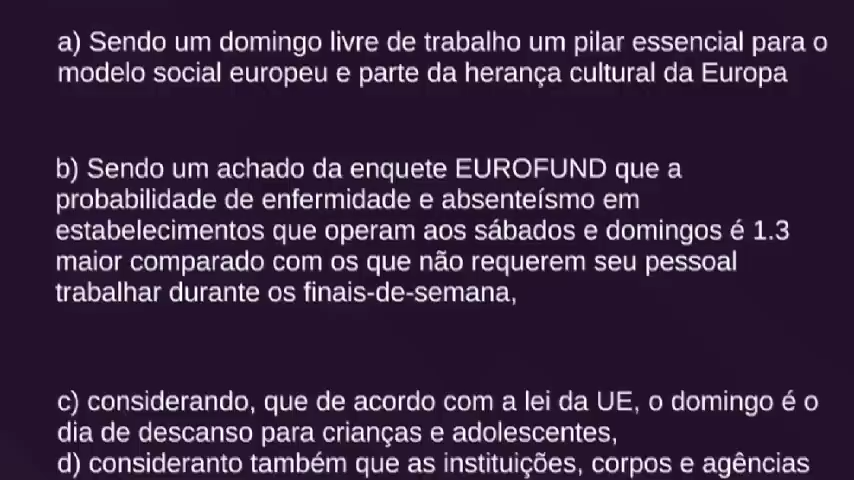 a) Sendo um domingo livre de trabalho um pilar essencial para o
modelo social europeu e parte da herança cultural da Europa
b) Sendo um achado da enquete EUROFUND que a
probabilidade de enfermidade e absenteísmo em
estabelecimentos que operam aos sábados e domingos é 1.3
maior comparado com os que não requerem seu pessoal
trabalhar durante os finais-de-semana,
c) considerando, que de acordo com a lei da UE, o domingo é o
dia de descanso para crianças e adolescentes,
d) consideranto também que as instituições, corpos e agências